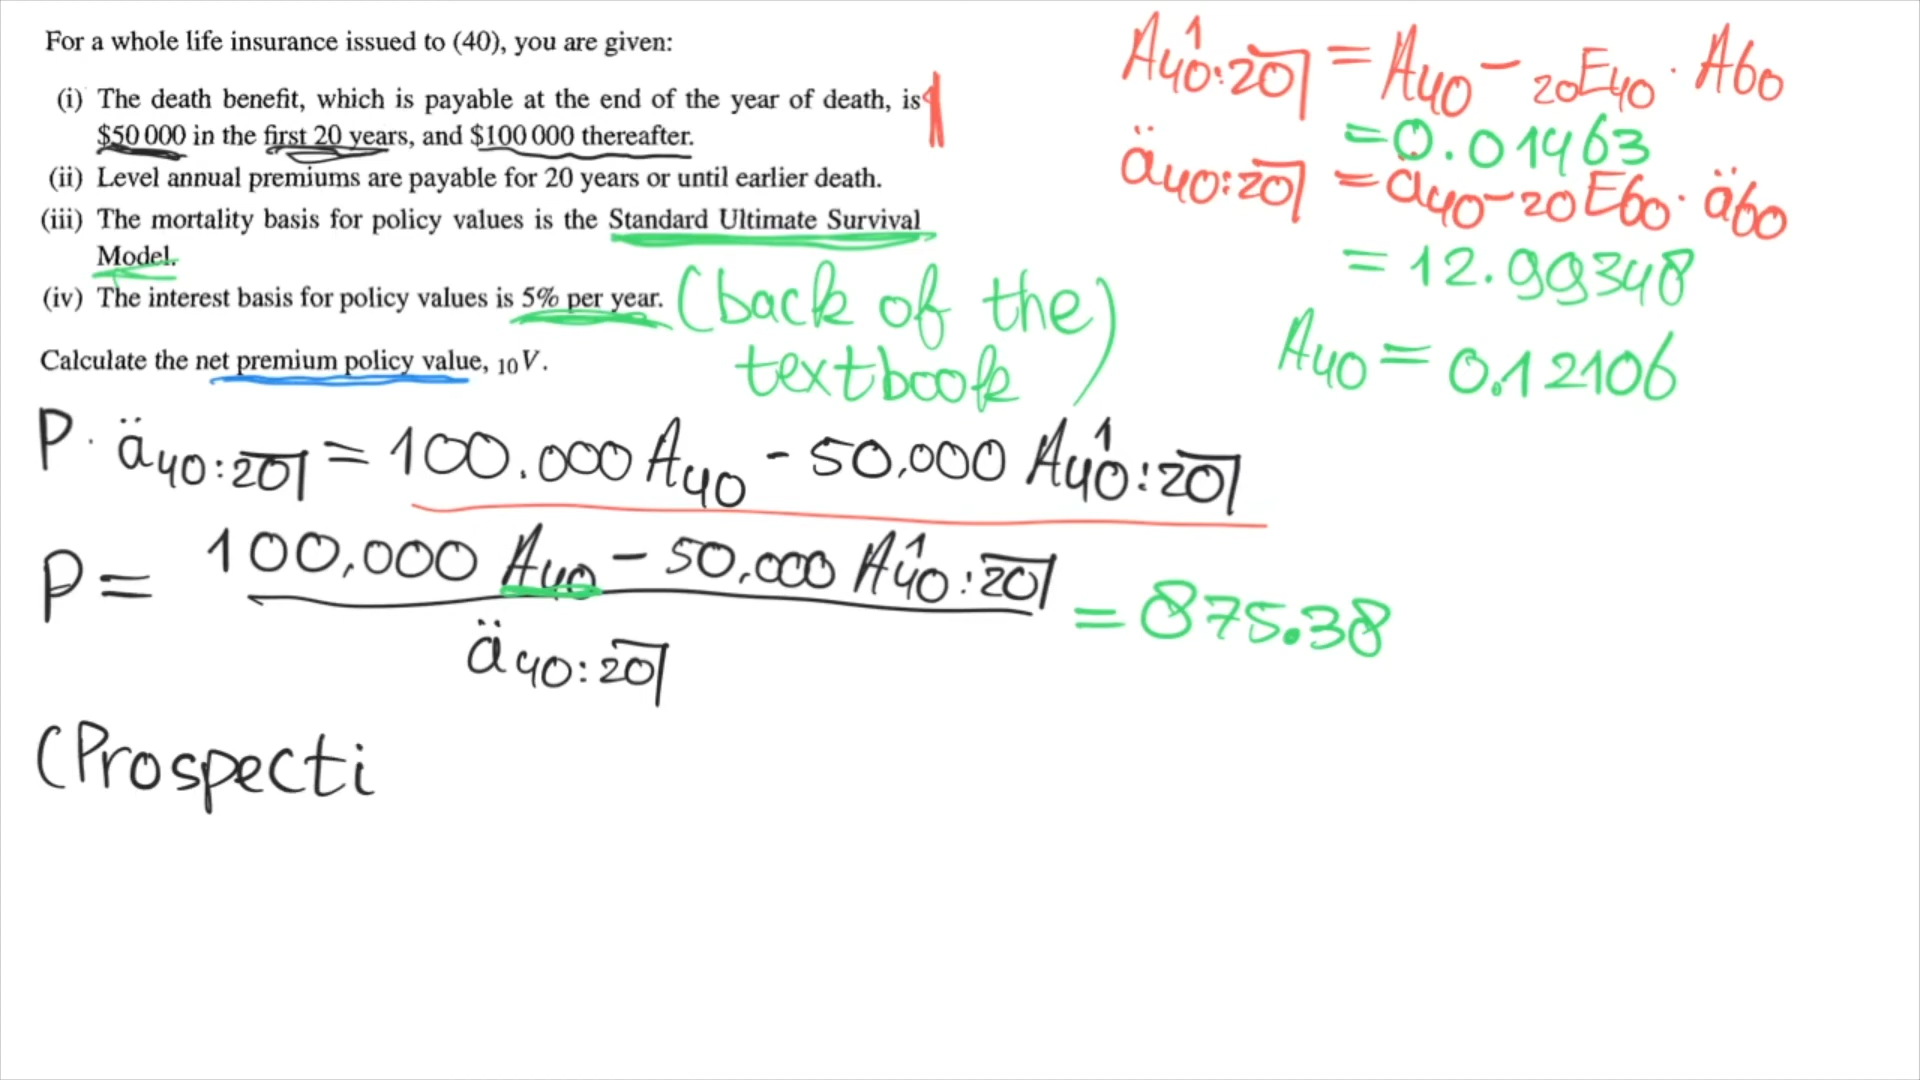 For a whole life insurance issued to (40), you are given:
(i) The death benefit, which is payable at the end of the year of death, is
$50 000 in the first 20 years, and $100 000 thereafter.
(ii) Level annual premiums are payable for 20 years or until earlier death.
(iii) The mortality basis for policy values is the Standard Ultimate Survival
Model.
(iv) The interest basis for policy values is 5% per year.
Calculate the net premium policy value, ₁₀V.
(back of the)
textbook
A¹40:20̅| = A40 - ₂₀E40 · A60
= 0.01463
ä40:20̅| = ä40 - 20E60 · ä60
= 12.99348
A40 = 0.12106
P · ä40:20̅| = 100.000 A40 - 50,000 A¹40:20̅|
P = 100,000 A40 - 50,000 A¹40:20̅| = 875.38
ä40:20̅|
(Prospecti